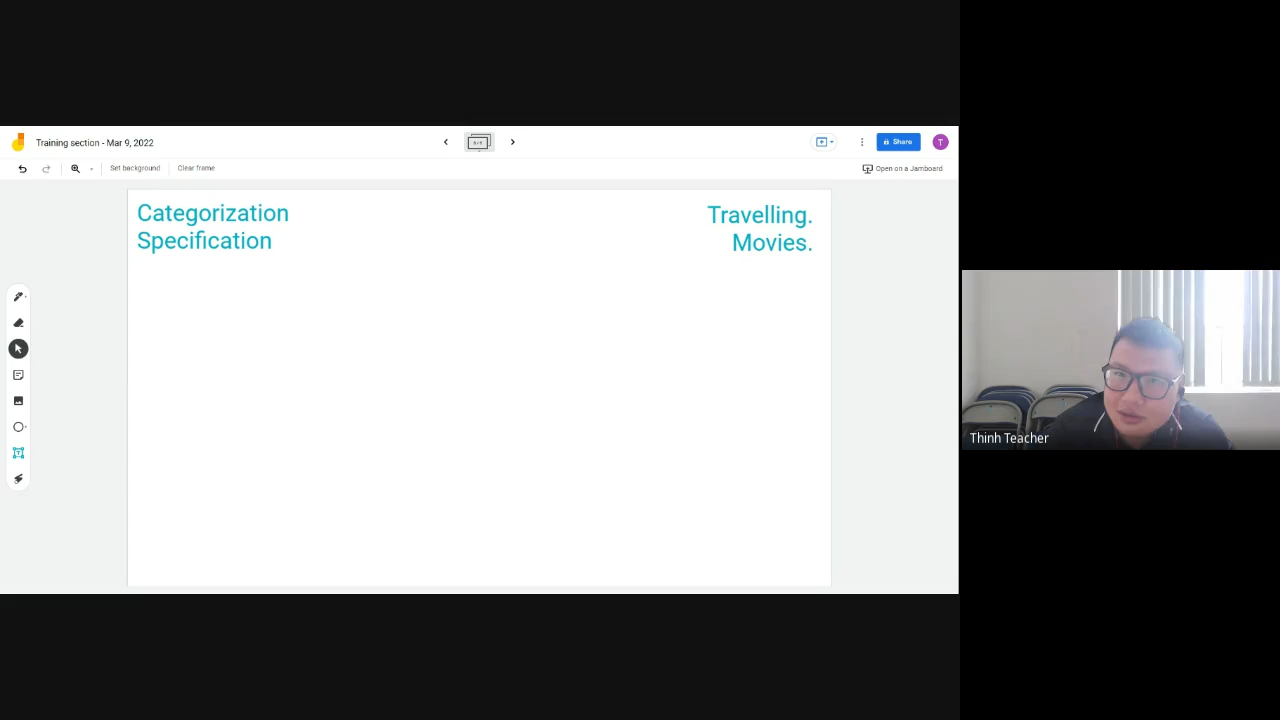 Training section - Mar 9, 2022
Share
T
Set background
Clear frame
Open on a Jamboard
Categorization
Specification
Travelling.
Movies.
Thinh Teacher